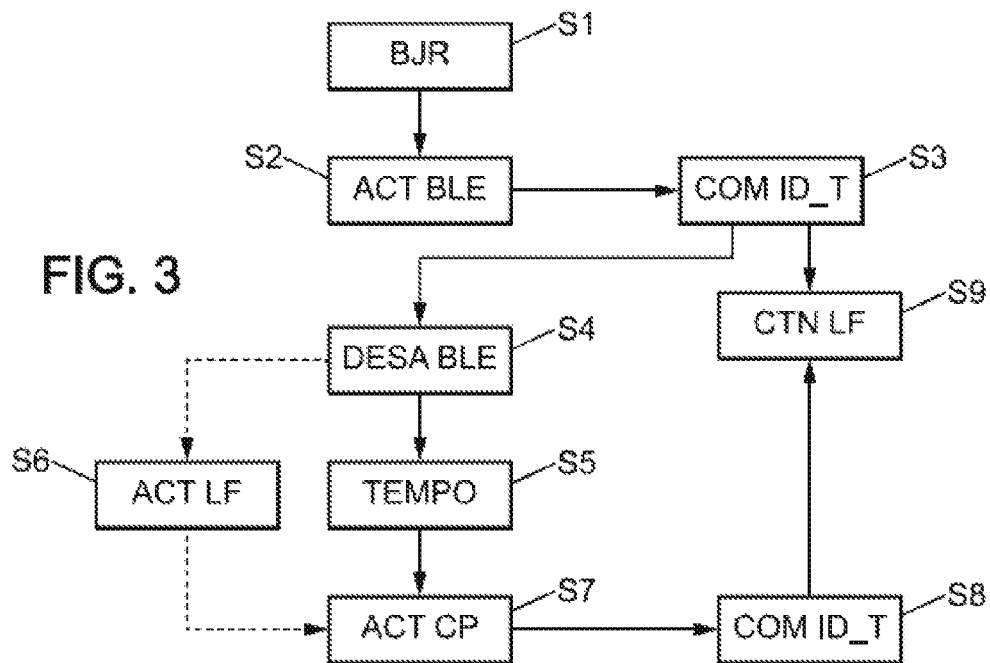 BJR S1
S2 ACT BLE COM ID_T S3
FIG. 3
CTN LF S9
DESA BLE S4
S6 ACT LF TEMPO S5
ACT CP S7 COM ID_T S8